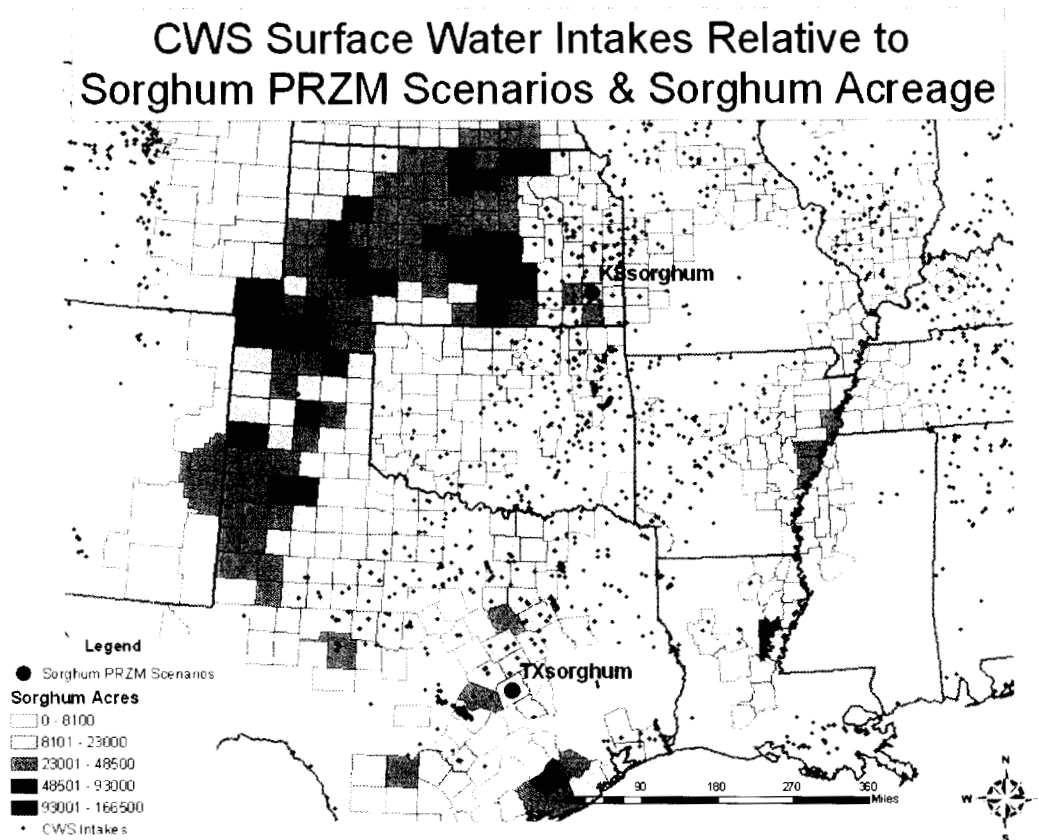 CWS Surface Water Intakes Relative to
Sorghum PRZM Scenarios & Sorghum Acreage
KSsorghum
TXsorghum
Legend
Sorghum PRZM Scenarios
Sorghum Acres
0 - 8100
8101 - 23000
23001 - 48500
48501 - 93000
93001 - 166500
CWS Intakes
45 90 180 270 360
Miles
N
W
S